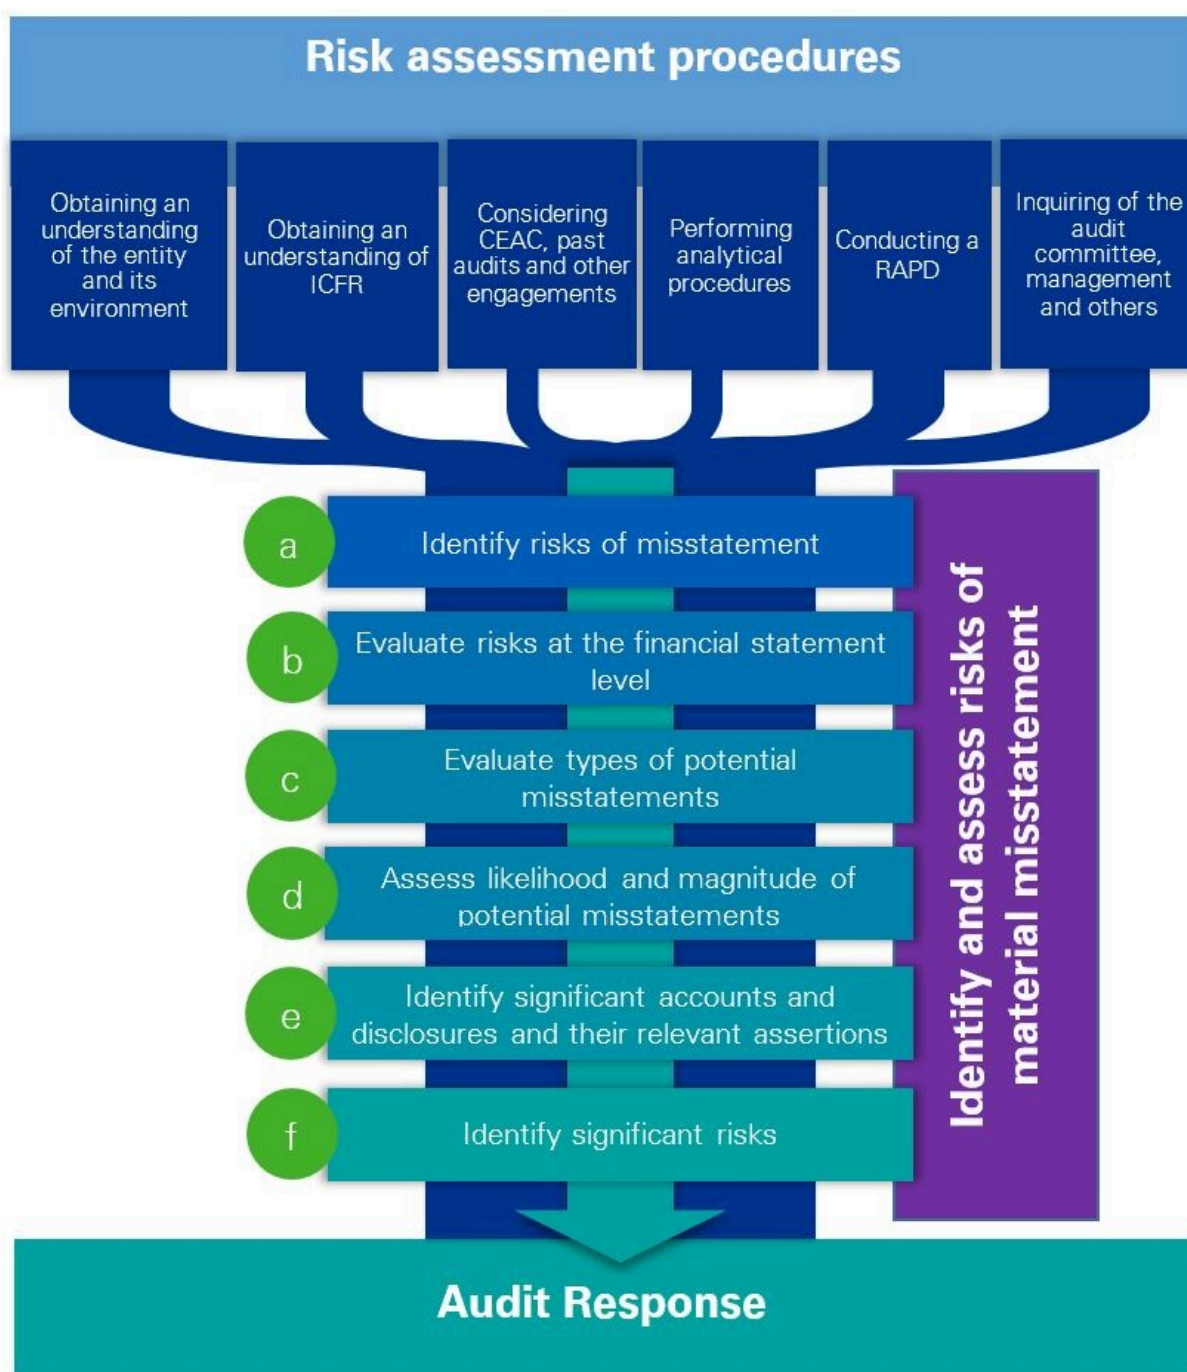 Risk assessment procedures
Obtaining an
understanding
of the entity
and its
environment
Obtaining an
understanding of
ICFR
Considering
CEAC, past
audits and other
engagements
Performing
analytical
procedures
Conducting a
RAPD
Inquiring of the
audit
committee,
management
and others
a
Identify risks of misstatement
b
Evaluate risks at the financial statement
level
c
Evaluate types of potential
misstatements
d
Assess likelihood and magnitude of
potential misstatements
e
Identify significant accounts and
disclosures and their relevant assertions
f
Identify significant risks
Identify and assess risks of
material misstatement
Audit Response